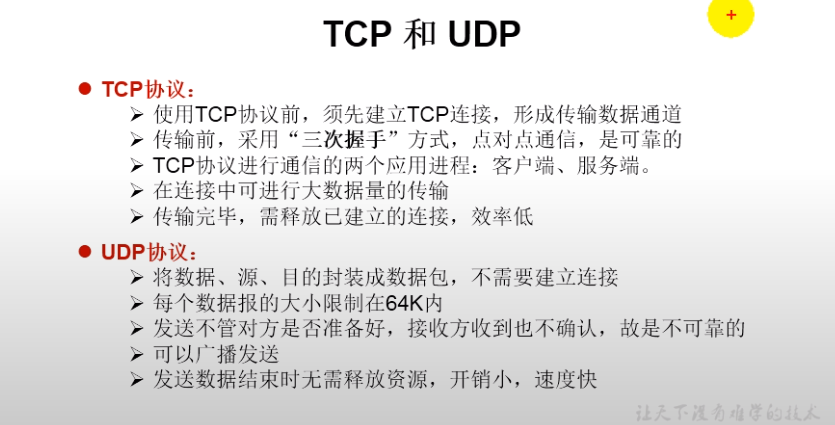 TCP 和 UDP
● TCP协议：
➢ 使用TCP协议前，须先建立TCP连接，形成传输数据通道
➢ 传输前，采用“三次握手”方式，点对点通信，是可靠的
➢ TCP协议进行通信的两个应用进程：客户端、服务端。
➢ 在连接中可进行大数据量的传输
➢ 传输完毕，需释放已建立的连接，效率低
● UDP协议：
➢ 将数据、源、目的封装成数据包，不需要建立连接
➢ 每个数据报的大小限制在64K内
➢ 发送不管对方是否准备好，接收方收到也不确认，故是不可靠的
➢ 可以广播发送
➢ 发送数据结束时无需释放资源，开销小，速度快
让天下没有难学的技术